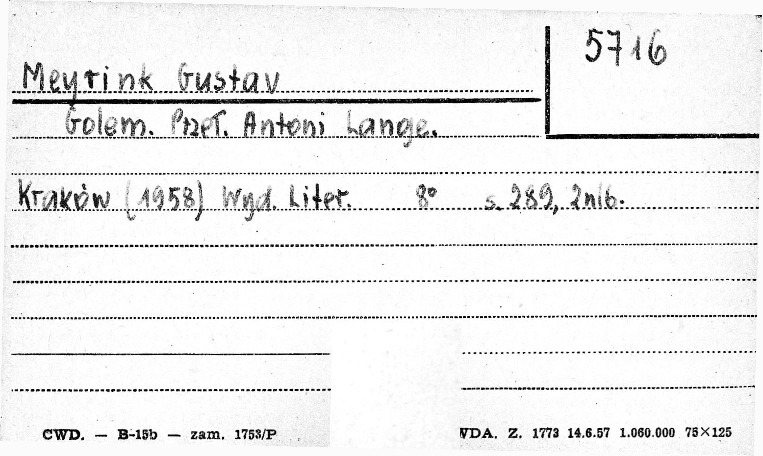 5716
Meyrink Gustav
Golem. Przeł. Antoni Lange.
Kraków (1958) Wyd. Liter. 8° s. 289, 2nlb.
CWD. — B-15b — zam. 1753/P WDA. Z. 1773 14.6.57 1.060.000 75×125